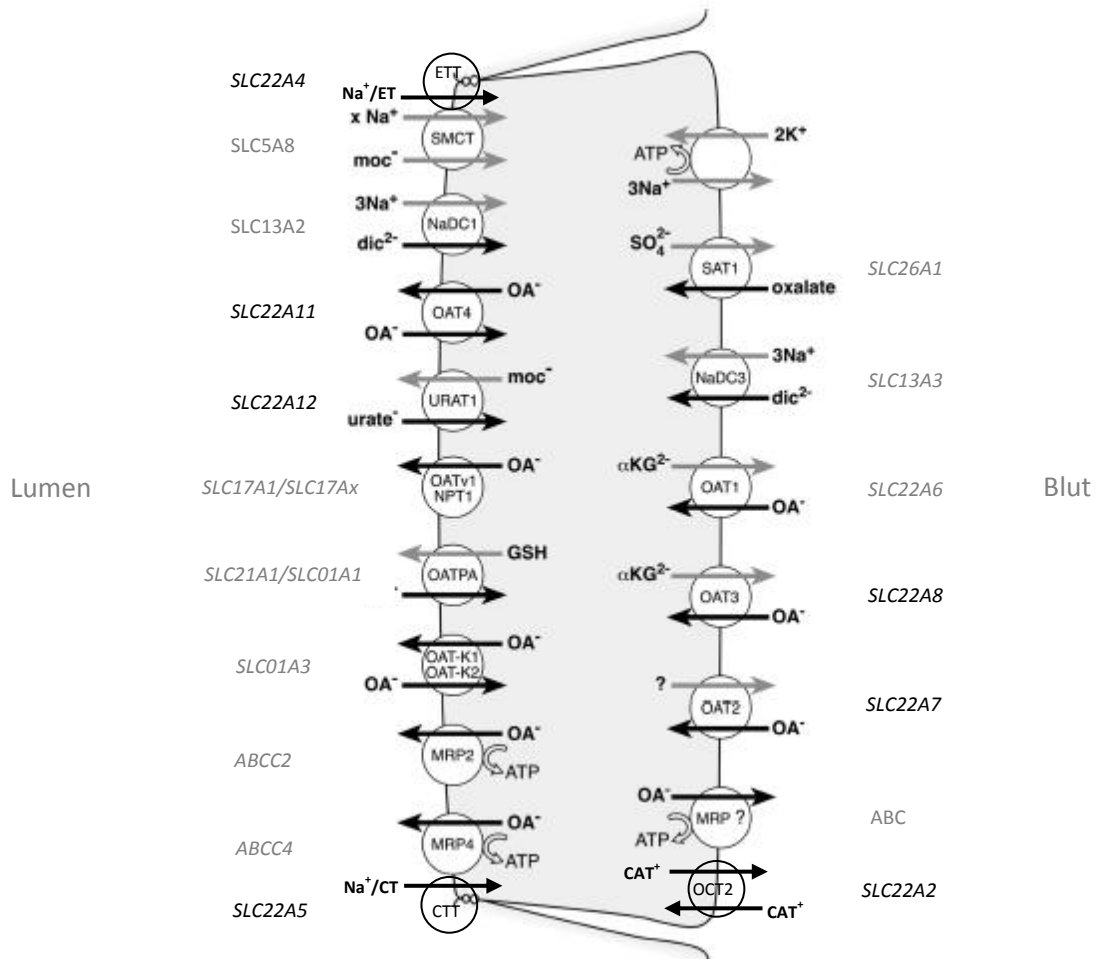 SLC22A4
ETT
Na⁺/ET
x Na⁺
SLC5A8
SMCT
moc⁻
3Na⁺
SLC13A2
NaDC1
dic²⁻
OA⁻
SLC22A11
OAT4
OA⁻
moc⁻
SLC22A12
URAT1
urate⁻
OA⁻
Lumen
SLC17A1/SLC17Ax
OATv1
NPT1
GSH
SLC21A1/SLC01A1
OATPA
OA⁻
SLC01A3
OAT-K1
OAT-K2
OA⁻
OA⁻
ABCC2
MRP2
ATP
OA⁻
ABCC4
MRP4
ATP
Na⁺/CT
SLC22A5
CTT
2K⁺
ATP
3Na⁺
SO₄²⁻
SAT1
SLC26A1
oxalate
3Na⁺
NaDC3
SLC13A3
dic²⁻
αKG²⁻
OAT1
SLC22A6
Blut
OA⁻
αKG²⁻
OAT3
SLC22A8
OA⁻
?
OAT2
SLC22A7
OA⁻
OA⁻
MRP ?
ABC
ATP
CAT⁺
OCT2
SLC22A2
CAT⁺